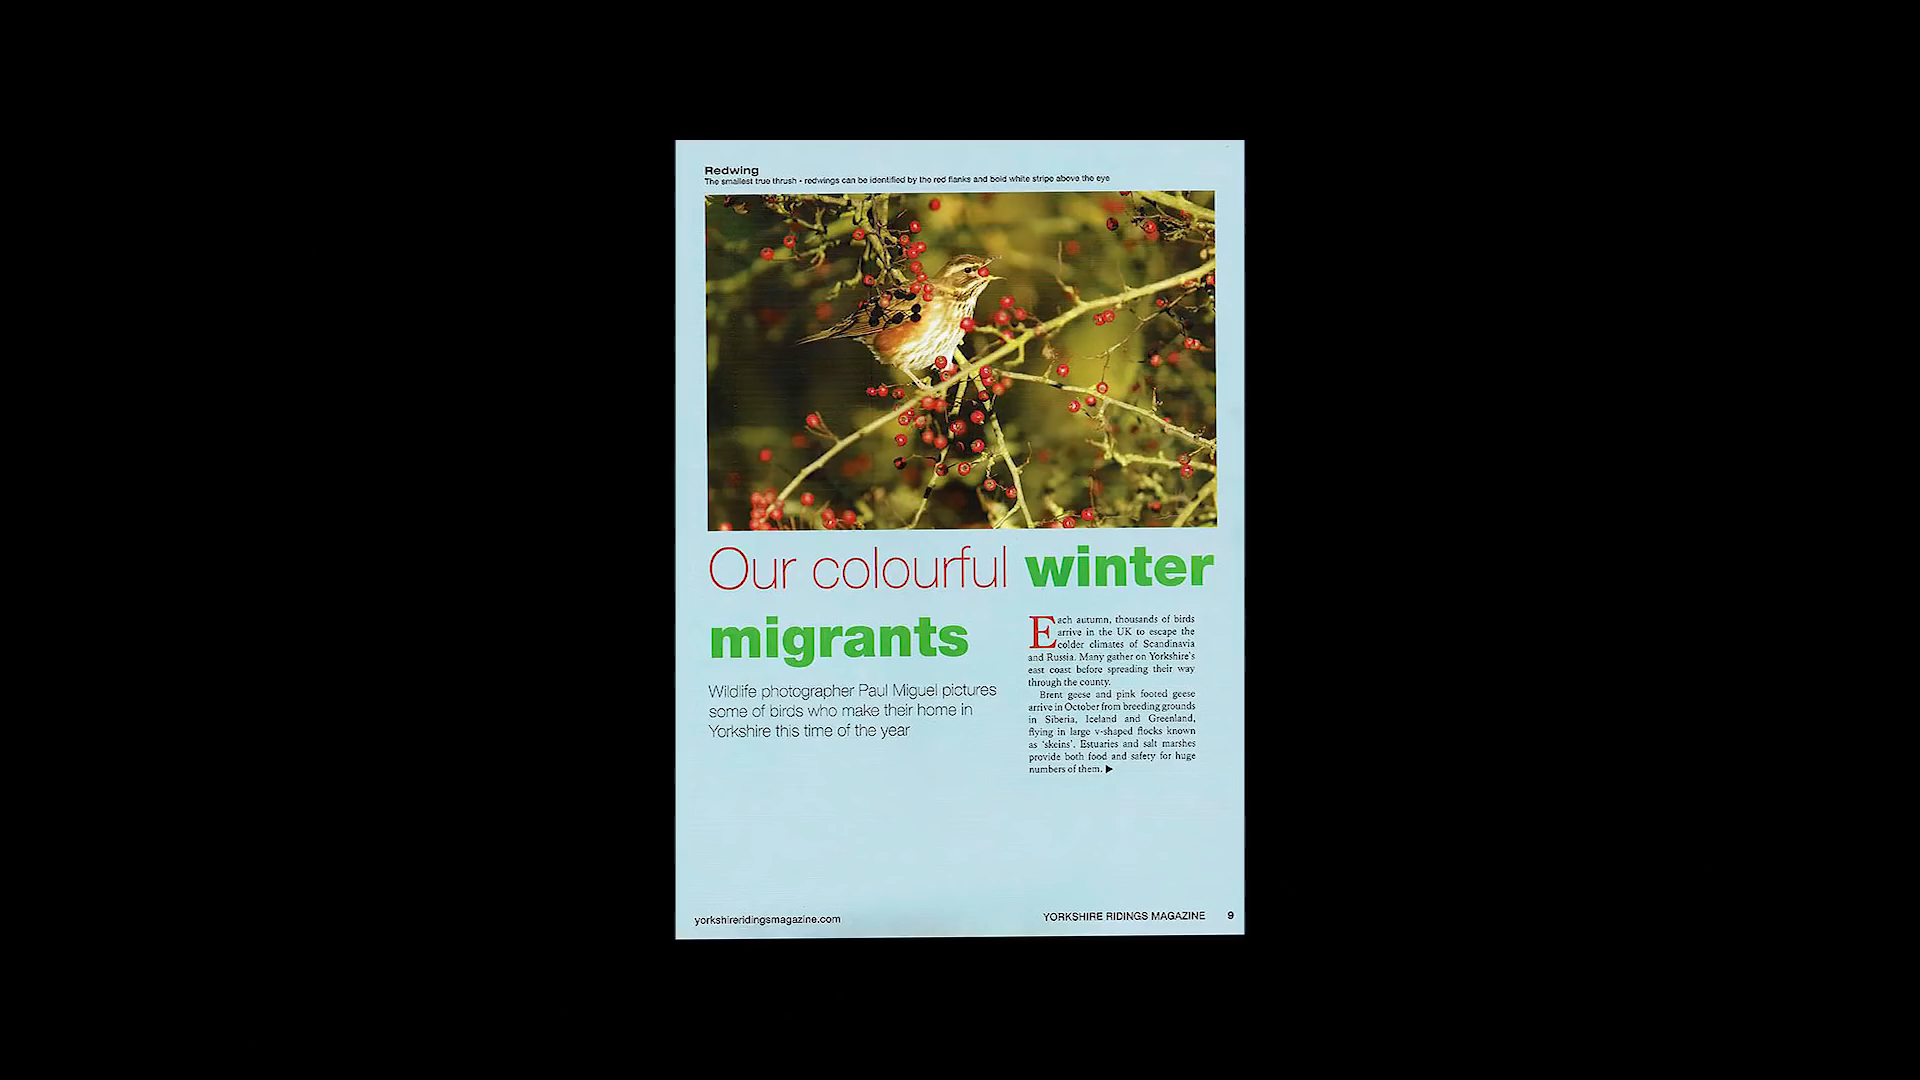 Redwing
The smallest true thrush - redwings can be identified by the red flanks and bold white stripe above the eye
Our colourful winter
migrants
Wildlife photographer Paul Miguel pictures
some of birds who make their home in
Yorkshire this time of the year
Each autumn, thousands of birds
arrive in the UK to escape the
colder climates of Scandinavia
and Russia. Many gather on Yorkshire's
east coast before spreading their way
through the county.
Brent geese and pink footed geese
arrive in October from breeding grounds
in Siberia, Iceland and Greenland,
flying in large v-shaped flocks known
as 'skeins'. Estuaries and salt marshes
provide both food and safety for huge
numbers of them. ▶
yorkshireridingsmagazine.com
YORKSHIRE RIDINGS MAGAZINE 9